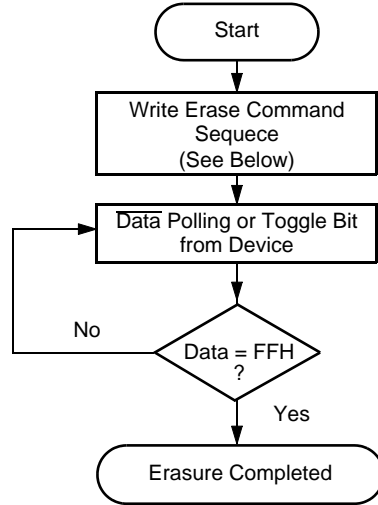 Start
Write Erase Command
Sequece
(See Below)
Data Polling or Toggle Bit
from Device
No
Data = FFH
?
Yes
Erasure Completed